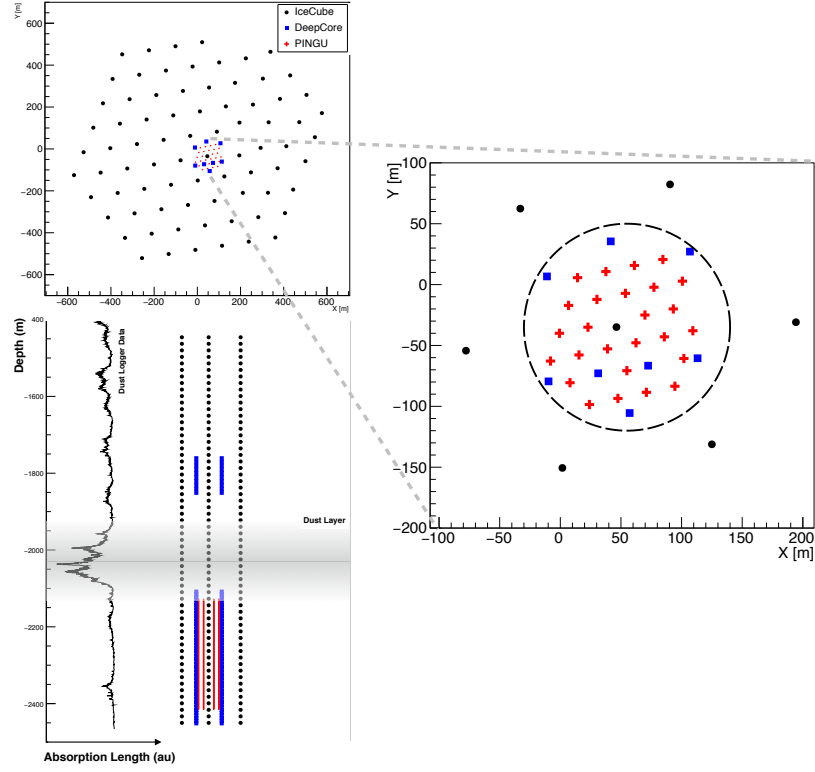 Y [m]
IceCube
DeepCore
PINGU
600
400
200
0
-200
-400
-600
-600 -400 -200 0 200 400 600
X [m]
Depth (m)
400
-1600
-1800
-2000
-2200
-2400
Dust Logger Data
Dust Layer
Absorption Length (au)
Y [m]
100
50
0
-50
-100
-150
-200
-100 -50 0 50 100 150 200
X [m]